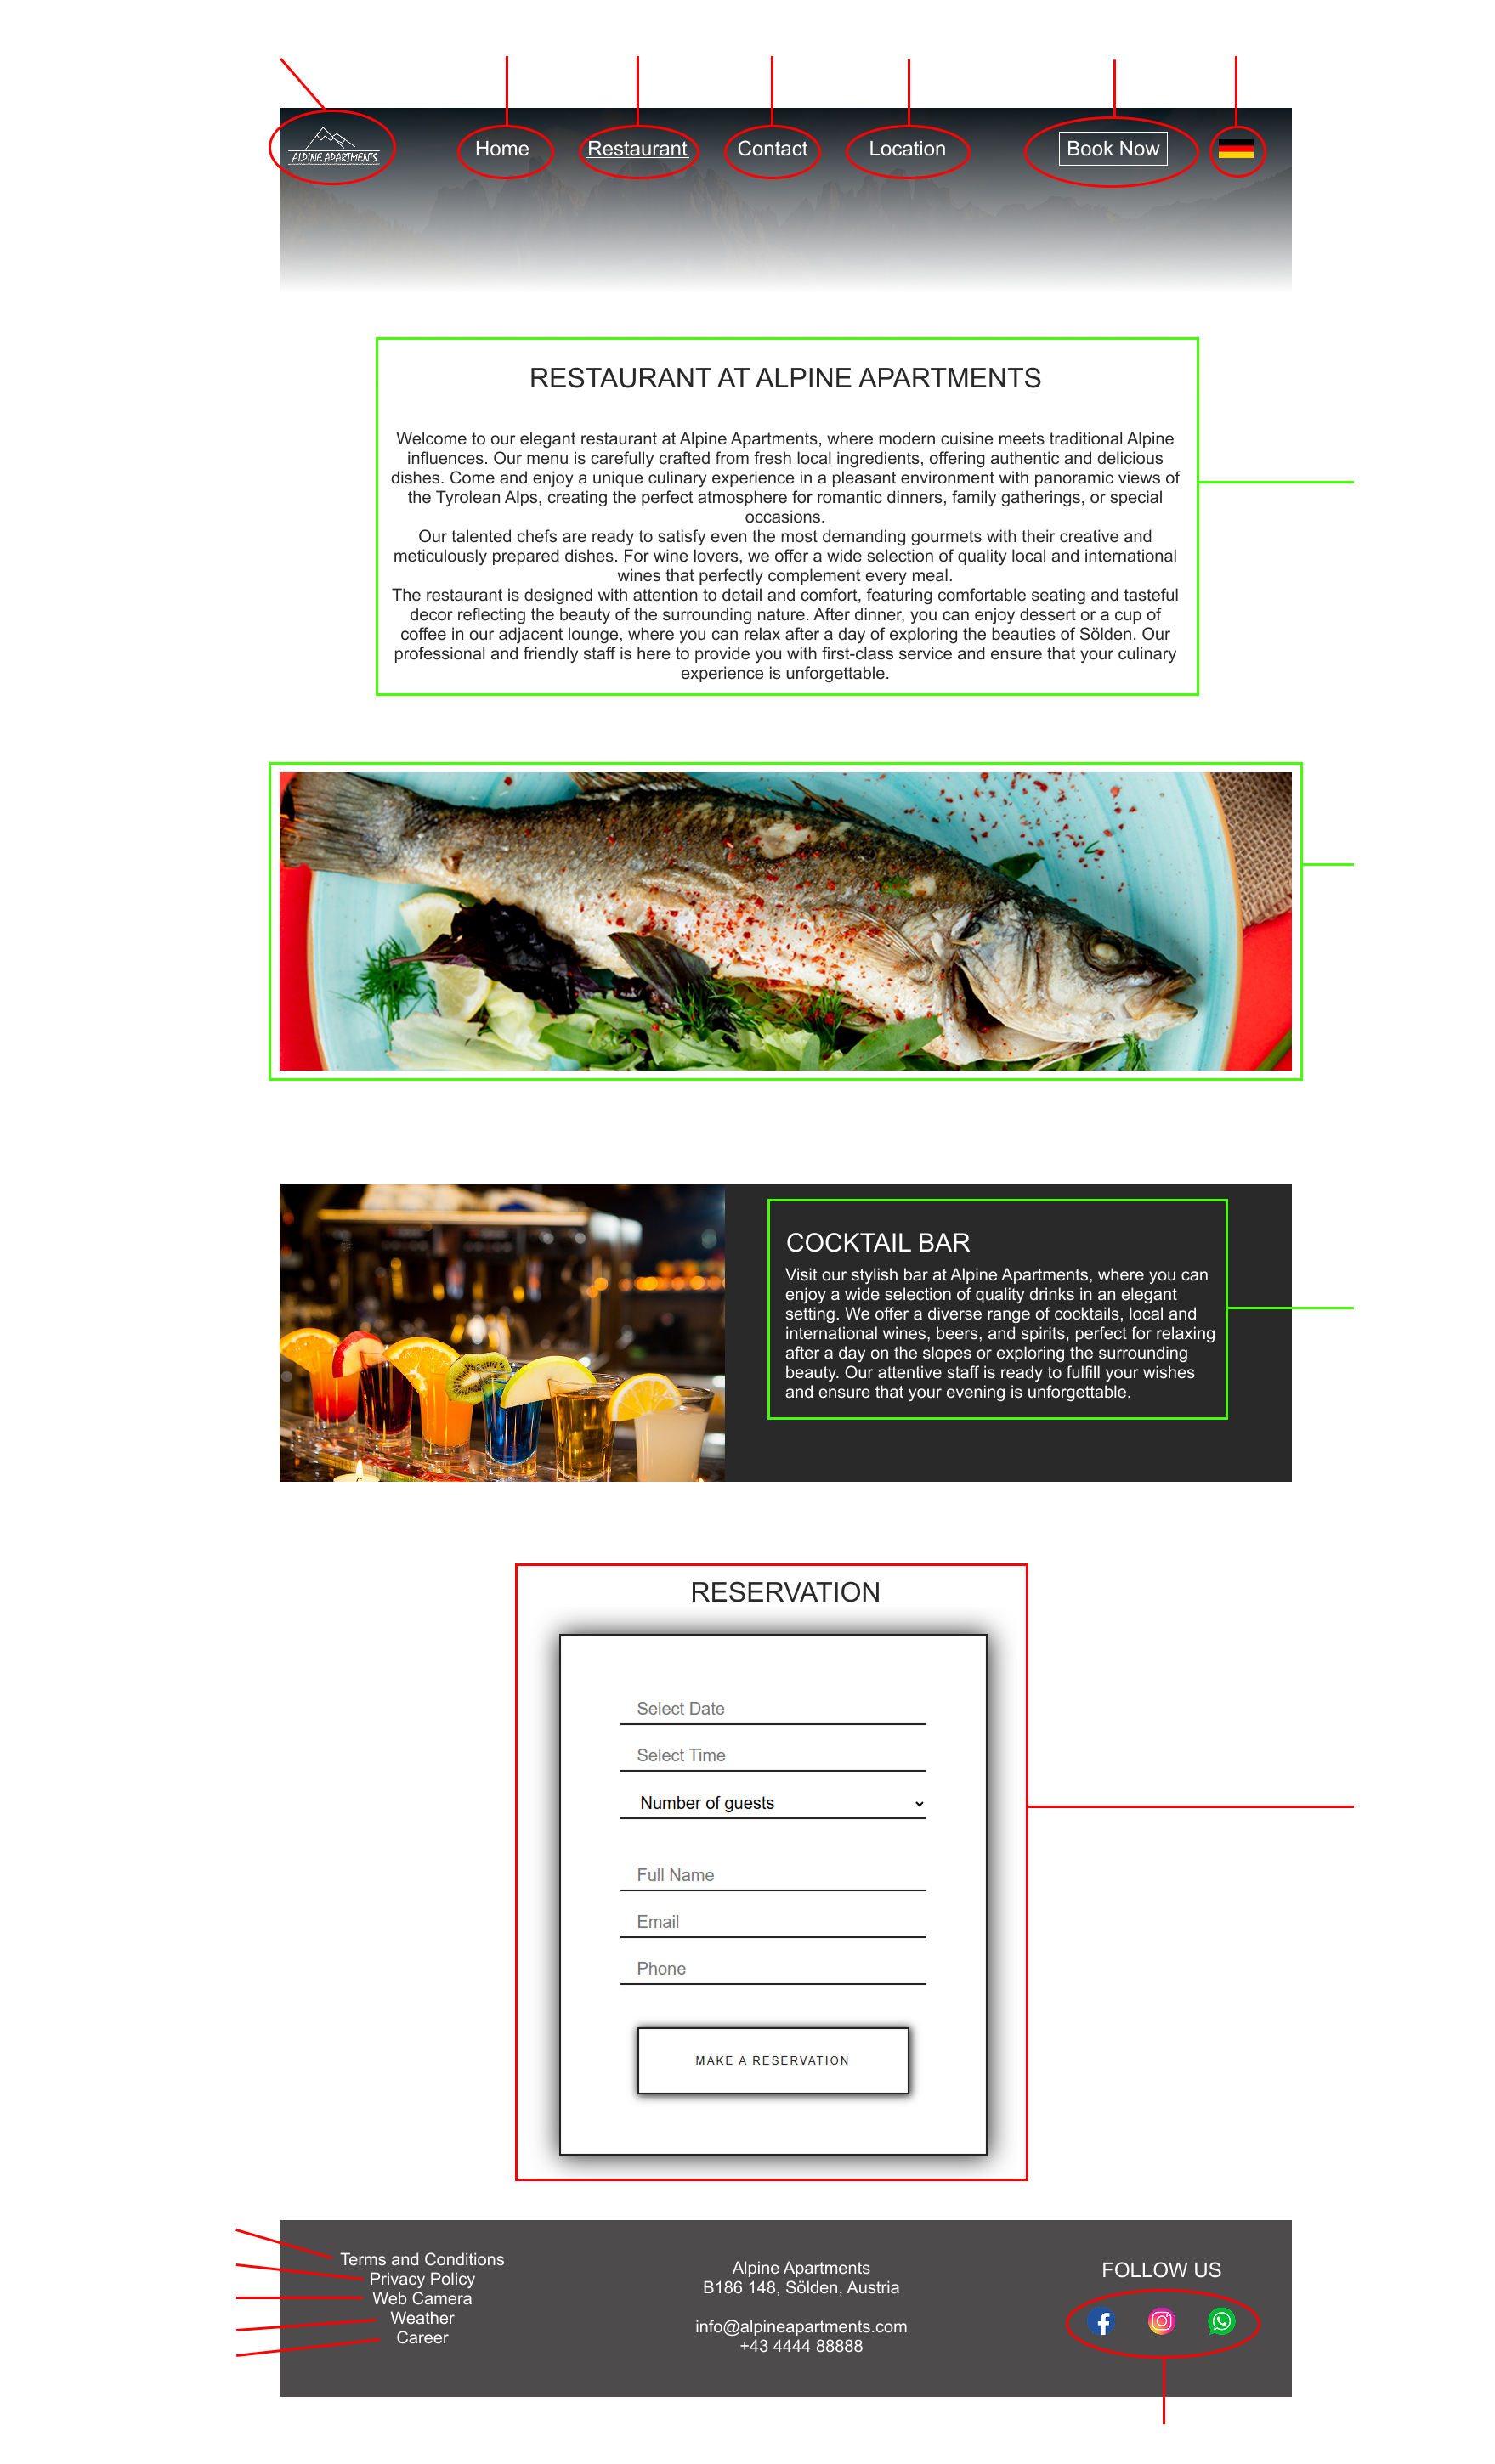 ALPINE APARTMENTS
Home
Restaurant
Contact
Location
Book Now
RESTAURANT AT ALPINE APARTMENTS
Welcome to our elegant restaurant at Alpine Apartments, where modern cuisine meets traditional Alpine
influences. Our menu is carefully crafted from fresh local ingredients, offering authentic and delicious
dishes. Come and enjoy a unique culinary experience in a pleasant environment with panoramic views of
the Tyrolean Alps, creating the perfect atmosphere for romantic dinners, family gatherings, or special
occasions.
Our talented chefs are ready to satisfy even the most demanding gourmets with their creative and
meticulously prepared dishes. For wine lovers, we offer a wide selection of quality local and international
wines that perfectly complement every meal.
The restaurant is designed with attention to detail and comfort, featuring comfortable seating and tasteful
decor reflecting the beauty of the surrounding nature. After dinner, you can enjoy dessert or a cup of
coffee in our adjacent lounge, where you can relax after a day of exploring the beauties of Sölden. Our
professional and friendly staff is here to provide you with first-class service and ensure that your culinary
experience is unforgettable.
COCKTAIL BAR
Visit our stylish bar at Alpine Apartments, where you can
enjoy a wide selection of quality drinks in an elegant
setting. We offer a diverse range of cocktails, local and
international wines, beers, and spirits, perfect for relaxing
after a day on the slopes or exploring the surrounding
beauty. Our attentive staff is ready to fulfill your wishes
and ensure that your evening is unforgettable.
RESERVATION
Select Date
Select Time
Number of guests
Full Name
Email
Phone
MAKE A RESERVATION
Terms and Conditions
Privacy Policy
Web Camera
Weather
Career
Alpine Apartments
B186 148, Sölden, Austria
info@alpineapartments.com
+43 4444 88888
FOLLOW US